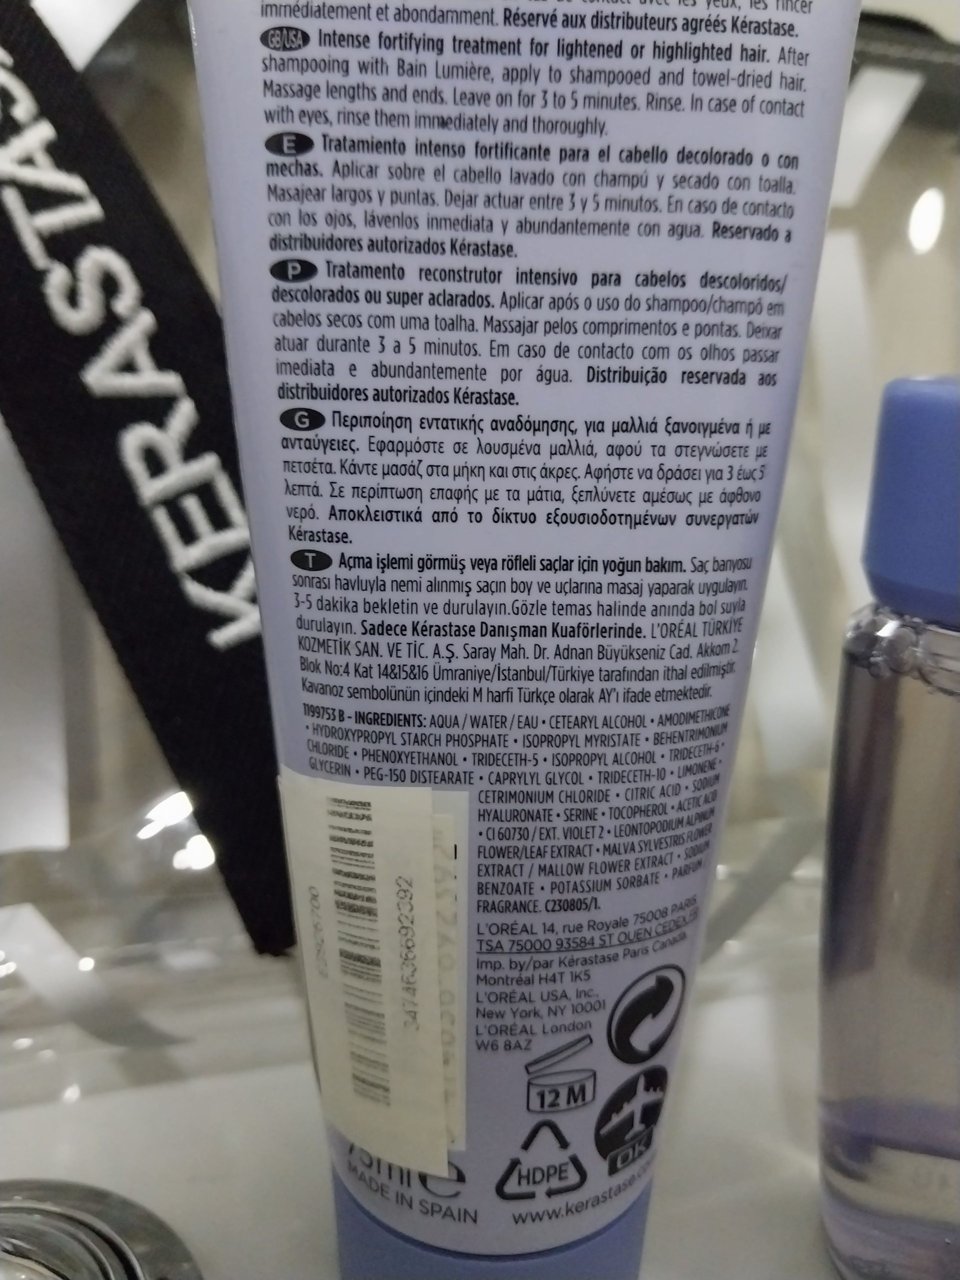 immédiatement et abondamment. Réservé aux distributeurs agréés Kérastase.
GB/USA Intense fortifying treatment for lightened or highlighted hair. After
shampooing with Bain Lumière, apply to shampooed and towel-dried hair.
Massage lengths and ends. Leave on for 3 to 5 minutes. Rinse. In case of contact
with eyes, rinse them immediately and thoroughly.
E Tratamiento intenso fortificante para el cabello decolorado o con
mechas. Aplicar sobre el cabello lavado con champú y secado con toalla.
Masajear largos y puntas. Dejar actuar entre 3 y 5 minutos. En caso de contacto
con los ojos, lávenlos inmediata y abundantemente con agua. Reservado a
distribuidores autorizados Kérastase.
P Tratamento reconstrutor intensivo para cabelos descoloridos/
descolorados ou super aclarados. Aplicar após o uso do shampoo/champô em
cabelos secos com uma toalha. Massajar pelos comprimentos e pontas. Deixar
atuar durante 3 a 5 minutos. Em caso de contacto com os olhos passar
imediata e abundantemente por água. Distribuição reservada aos
distribuidores autorizados Kérastase.
G Περιποίηση εντατικής αναδόμησης, για μαλλιά ξανοιγμένα ή με
ανταύγειες. Εφαρμόστε σε λουσμένα μαλλιά, αφού τα στεγνώσετε με
πετσέτα. Κάντε μασάζ στα μήκη και στις άκρες. Αφήστε να δράσει για 3 έως 5
λεπτά. Σε περίπτωση επαφής με τα μάτια, ξεπλύνετε αμέσως με άφθονο
νερό. Αποκλειστικά από το δίκτυο εξουσιοδοτημένων συνεργατών
Kérastase.
T Açma işlemi görmüş veya röfleli saçlar için yoğun bakım. Saç banyosu
sonrası havluyla nemi alınmış saçın boy ve uçlarına masaj yaparak uygulayın.
3-5 dakika bekletin ve durulayın.Gözle temas halinde anında bol suyla
durulayın. Sadece Kérastase Danışman Kuaförlerinde. L'ORÉAL TÜRKİYE
KOZMETİK SAN. VE TİC. A.Ş. Saray Mah. Dr. Adnan Büyükseniz Cad. Akkom 2
Blok No:4 Kat 14&15&16 Ümraniye/İstanbul/Türkiye tarafından ithal edilmiştir.
Kavanoz sembolünün içindeki M harfi Türkçe olarak AY'ı ifade etmektedir.
1199753 B - INGREDIENTS: AQUA / WATER / EAU • CETEARYL ALCOHOL • AMODIMETHICONE
• HYDROXYPROPYL STARCH PHOSPHATE • ISOPROPYL MYRISTATE • BEHENTRIMONIUM
CHLORIDE • PHENOXYETHANOL • TRIDECETH-5 • ISOPROPYL ALCOHOL • TRIDECETH-6 •
GLYCERIN • PEG-150 DISTEARATE • CAPRYLYL GLYCOL • TRIDECETH-10 • LIMONENE •
CETRIMONIUM CHLORIDE • CITRIC ACID • SODIUM
HYALURONATE • SERINE • TOCOPHEROL • ACETIC ACID
• CI 60730 / EXT. VIOLET 2 • LEONTOPODIUM ALPINUM
FLOWER/LEAF EXTRACT • MALVA SYLVESTRIS FLOWER
EXTRACT / MALLOW FLOWER EXTRACT • SODIUM
BENZOATE • POTASSIUM SORBATE • PARFUM
FRAGRANCE. C230805/1.
L'ORÉAL 14, rue Royale 75008 PARIS
TSA 75000 93584 ST OUEN CEDEX FR
Imp. by/par Kérastase Paris Canada,
Montréal H4T 1K5
L'ORÉAL USA, Inc.,
New York, NY 10001
L'ORÉAL London
W6 8AZ
12 M
HDPE
OK
75ml e
MADE IN SPAIN
www.kerastase.co
3474636692392
KERASTAS